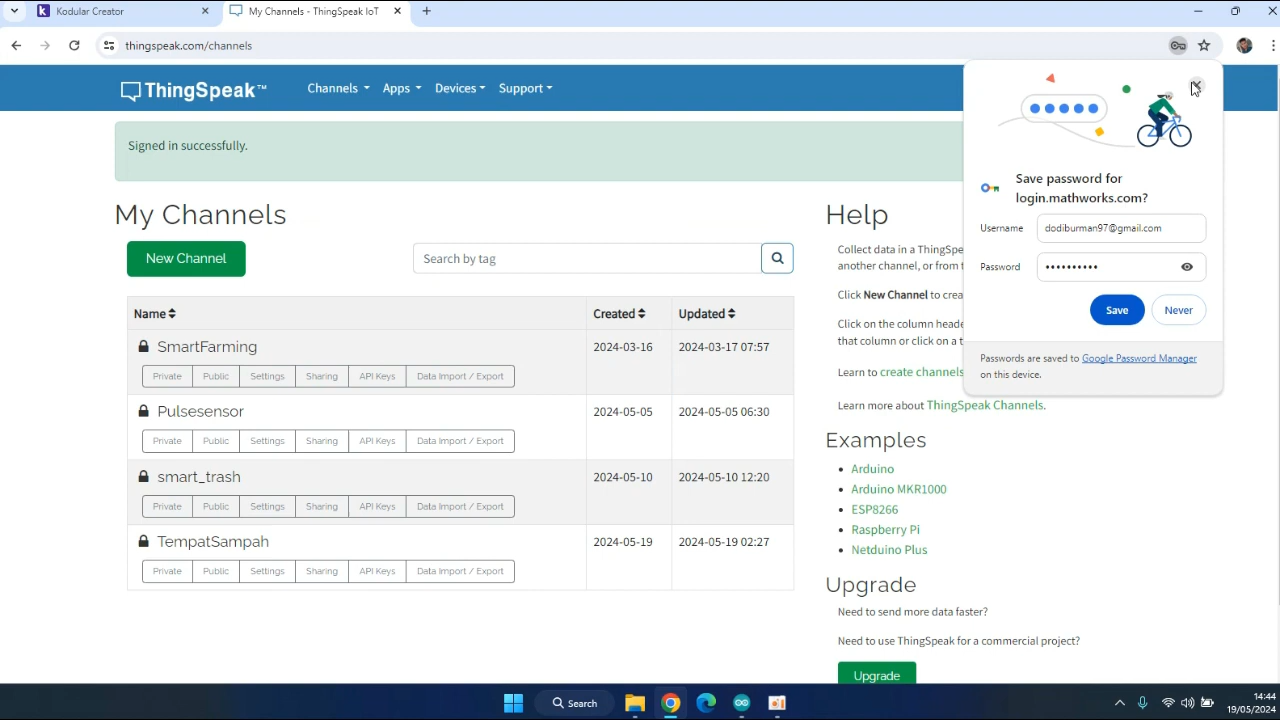 Kodular Creator
My Channels - ThingSpeak IoT
thingspeak.com/channels
ThingSpeak™
Channels
Apps
Devices
Support
Signed in successfully.
My Channels
New Channel
Search by tag
Name
Created
Updated
SmartFarming
2024-03-16
2024-03-17 07:57
Private
Public
Settings
Sharing
API Keys
Data Import / Export
Pulsesensor
2024-05-05
2024-05-05 06:30
Private
Public
Settings
Sharing
API Keys
Data Import / Export
smart_trash
2024-05-10
2024-05-10 12:20
Private
Public
Settings
Sharing
API Keys
Data Import / Export
TempatSampah
2024-05-19
2024-05-19 02:27
Private
Public
Settings
Sharing
API Keys
Data Import / Export
Help
Collect data in a ThingSpe
another channel, or from
Click New Channel to crea
Click on the column heade
that column or click on a t
Learn to create channels
Learn more about ThingSpeak Channels.
Examples
Arduino
Arduino MKR1000
ESP8266
Raspberry Pi
Netduino Plus
Upgrade
Need to send more data faster?
Need to use ThingSpeak for a commercial project?
Upgrade
Save password for
login.mathworks.com?
Username
dodiburman97@gmail.com
Password
••••••••••
Save
Never
Passwords are saved to Google Password Manager
on this device.
Search
14:44
19/05/2024